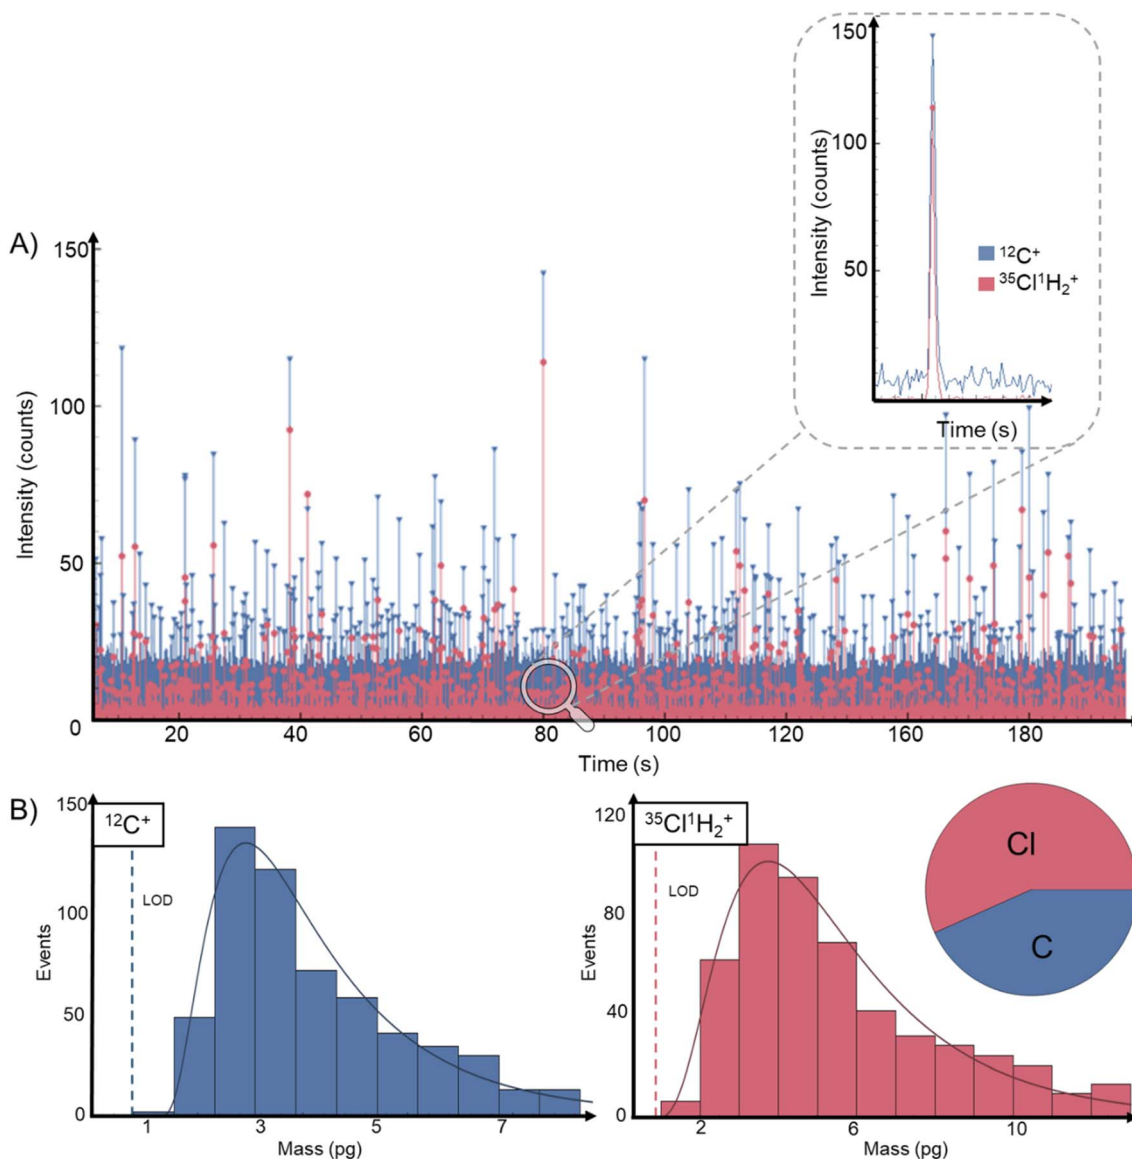 150
100
50
Intensity (counts)
¹²C⁺
³⁵Cl¹H₂⁺
Time (s)
A)
150
100
50
0
Intensity (counts)
20
40
60
80
100
120
140
160
180
Time (s)
B)
150
100
50
0
Events
¹²C⁺
LOD
1
3
5
7
Mass (pg)
120
80
40
0
Events
³⁵Cl¹H₂⁺
LOD
2
6
10
Mass (pg)
Cl
C